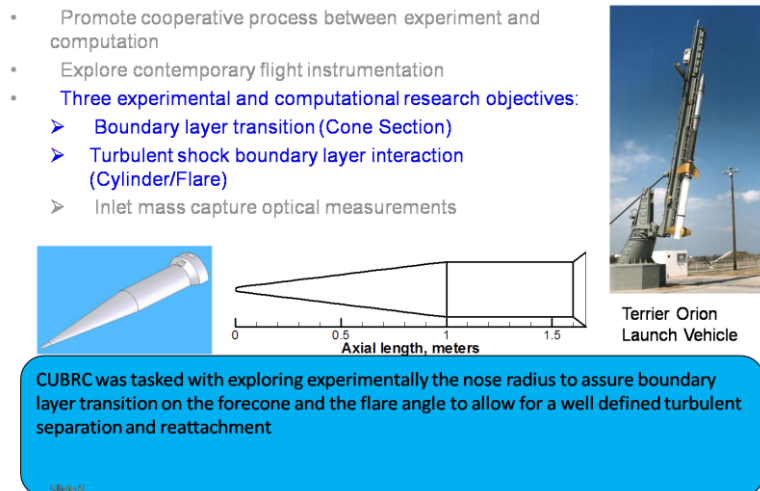 • Promote cooperative process between experiment and
computation
• Explore contemporary flight instrumentation
• Three experimental and computational research objectives:
➢ Boundary layer transition (Cone Section)
➢ Turbulent shock boundary layer interaction
(Cylinder/Flare)
➢ Inlet mass capture optical measurements
0 0.5 1 1.5
Axial length, meters
Terrier Orion
Launch Vehicle
CUBRC was tasked with exploring experimentally the nose radius to assure boundary
layer transition on the forecone and the flare angle to allow for a well defined turbulent
separation and reattachment